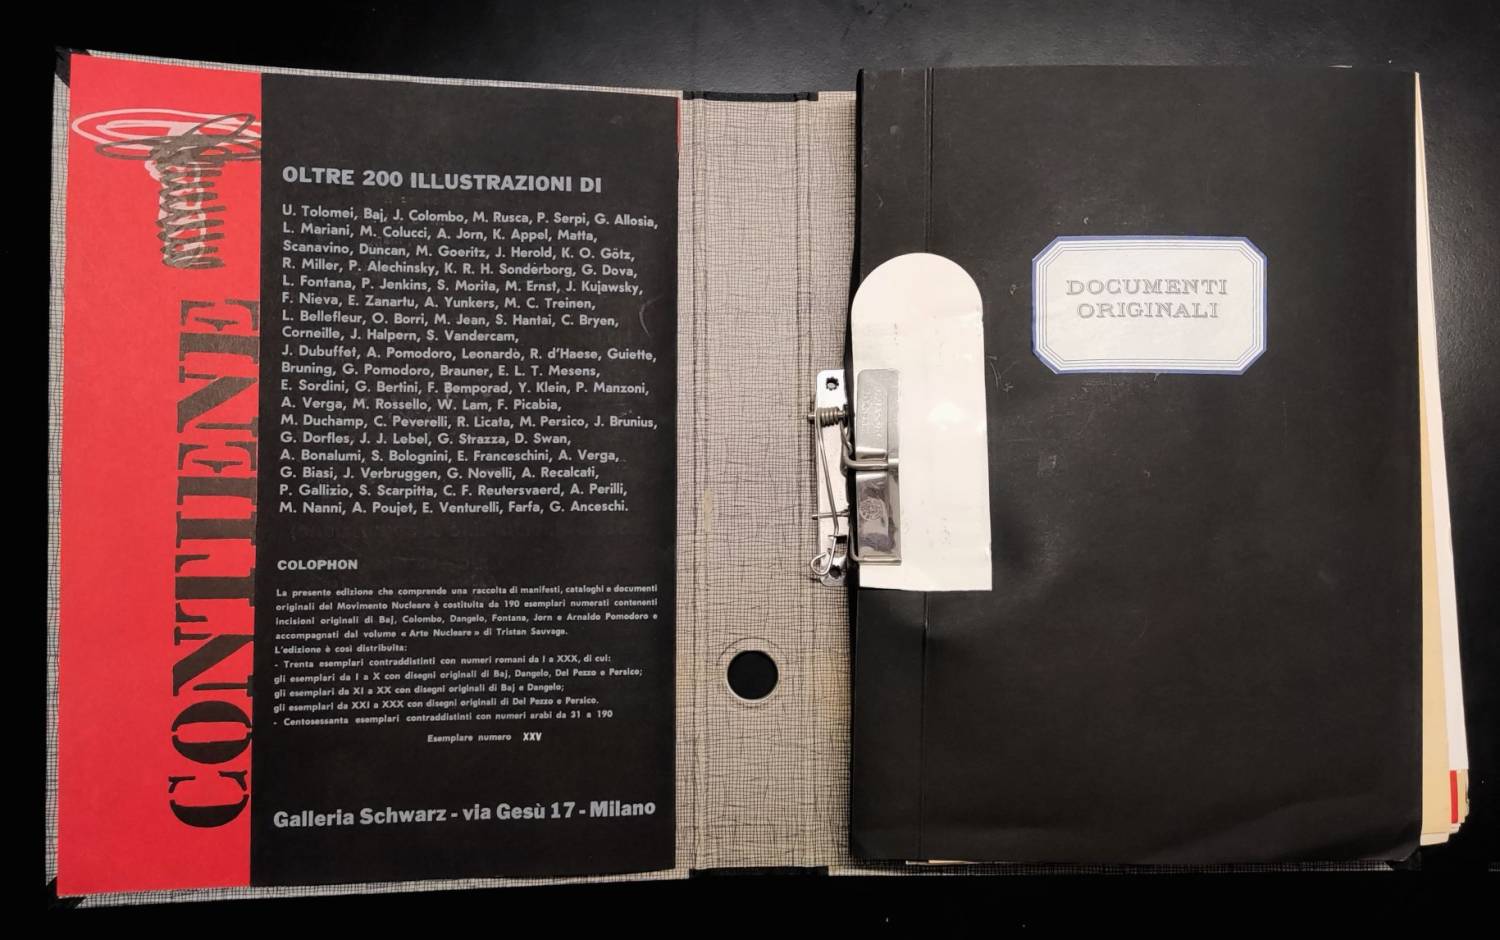 CONTIENE
OLTRE 200 ILLUSTRAZIONI DI
U. Tolomei, Baj, J. Colombo, M. Rusca, P. Serpi, G. Allosia,
L. Mariani, M. Colucci, A. Jorn, K. Appel, Matta,
Scanavino, Duncan, M. Goeritz, J. Herold, K. O. Götz,
R. Miller, P. Alechinsky, K. R. H. Sonderborg, G. Dova,
L. Fontana, P. Jenkins, S. Morita, M. Ernst, J. Kujawsky,
F. Nieva, E. Zanartu, A. Yunkers, M. C. Treinen,
L. Bellefleur, O. Borri, M. Jean, S. Hantai, C. Bryen,
Corneille, J. Halpern, S. Vandercam,
J. Dubuffet, A. Pomodoro, Leonardo, R. d'Haese, Guiette,
Bruning, G. Pomodoro, Brauner, E. L. T. Mesens,
E. Sordini, G. Bertini, F. Bemporad, Y. Klein, P. Manzoni,
A. Verga, M. Rossello, W. Lam, F. Picabia,
M. Duchamp, C. Peverelli, R. Licata, M. Persico, J. Brunius,
G. Dorfles, J. J. Lebel, G. Strazza, D. Swan,
A. Bonalumi, S. Bolognini, E. Franceschini, A. Verga,
G. Biasi, J. Verbruggen, G. Novelli, A. Recalcati,
P. Gallizio, S. Scarpitta, C. F. Reutersvaerd, A. Perilli,
M. Nanni, A. Poujet, E. Venturelli, Farfa, G. Anceschi.
COLOPHON
La presente edizione che comprende una raccolta di manifesti, cataloghi e documenti
originali del Movimento Nucleare è costituita da 190 esemplari numerati contenenti
incisioni originali di Baj, Colombo, Dangelo, Fontana, Jorn e Arnaldo Pomodoro e
accompagnati dal volume « Arte Nucleare » di Tristan Sauvage.
L'edizione è così distribuita:
- Trenta esemplari contraddistinti con numeri romani da I a XXX, di cui:
gli esemplari da I a X con disegni originali di Baj, Dangelo, Del Pezzo e Persico;
gli esemplari da XI a XX con disegni originali di Baj e Dangelo;
gli esemplari da XXI a XXX con disegni originali di Del Pezzo e Persico.
- Centosessanta esemplari contraddistinti con numeri arabi da 31 a 190
Esemplare numero XXV
Galleria Schwarz - via Gesù 17 - Milano
DOCUMENTI
ORIGINALI